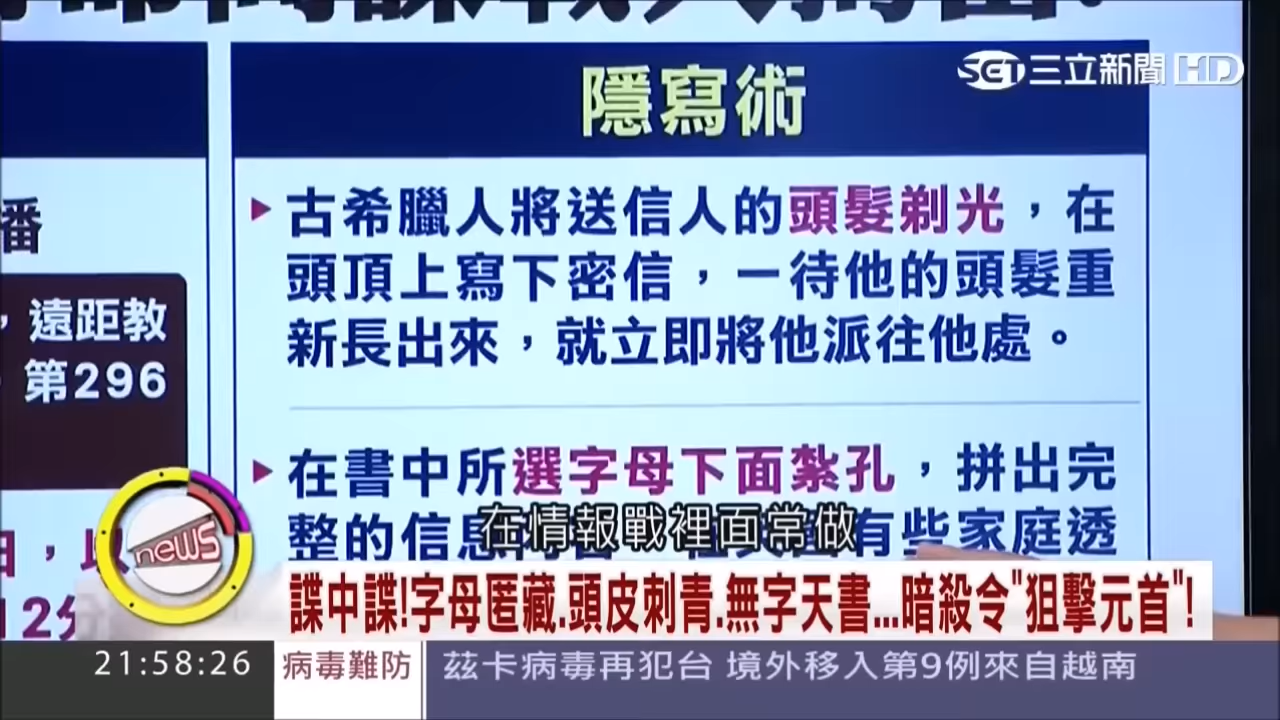 SET三立新聞HD
隱寫術
播
，遠距教
第296
12分
▸古希臘人將送信人的頭髮剃光，在
頭頂上寫下密信，一待他的頭髮重
新長出來，就立即將他派往他處。
▸在書中所選字母下面紮孔，拼出完
整的信息
有些家庭透
在情報戰裡面常做
news
諜中諜!字母匿藏.頭皮刺青.無字天書...暗殺令"狙擊元首"!
21:58:26
病毒難防
茲卡病毒再犯台 境外移入第9例來自越南